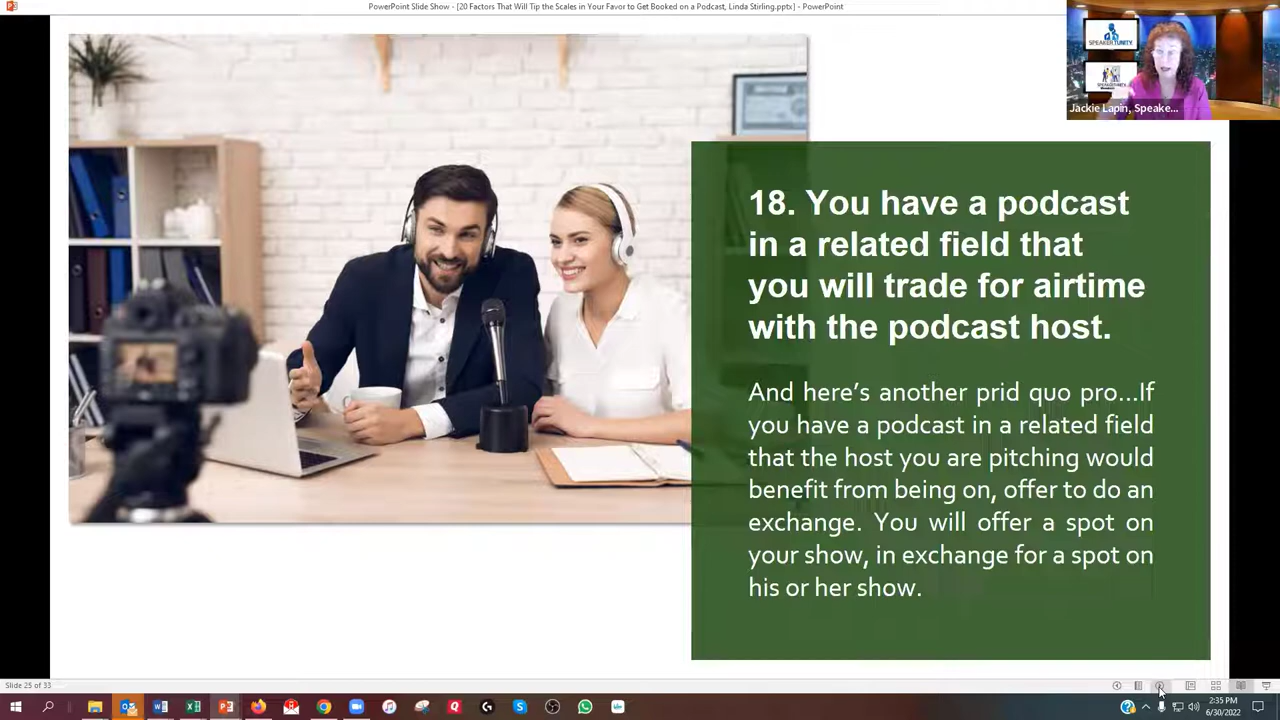 PowerPoint Slide Show - [20 Factors That Will Tip the Scales in Your Favor to Get Booked on a Podcast, Linda Stirling.pptx] - PowerPoint
SPEAKERTUNITY
SPEAKERTUNITY
Jackie Lapin, Speake...
18. You have a podcast
in a related field that
you will trade for airtime
with the podcast host.
And here’s another prid quo pro...If
you have a podcast in a related field
that the host you are pitching would
benefit from being on, offer to do an
exchange. You will offer a spot on
your show, in exchange for a spot on
his or her show.
Slide 25 of 33
2:35 PM
6/30/2022